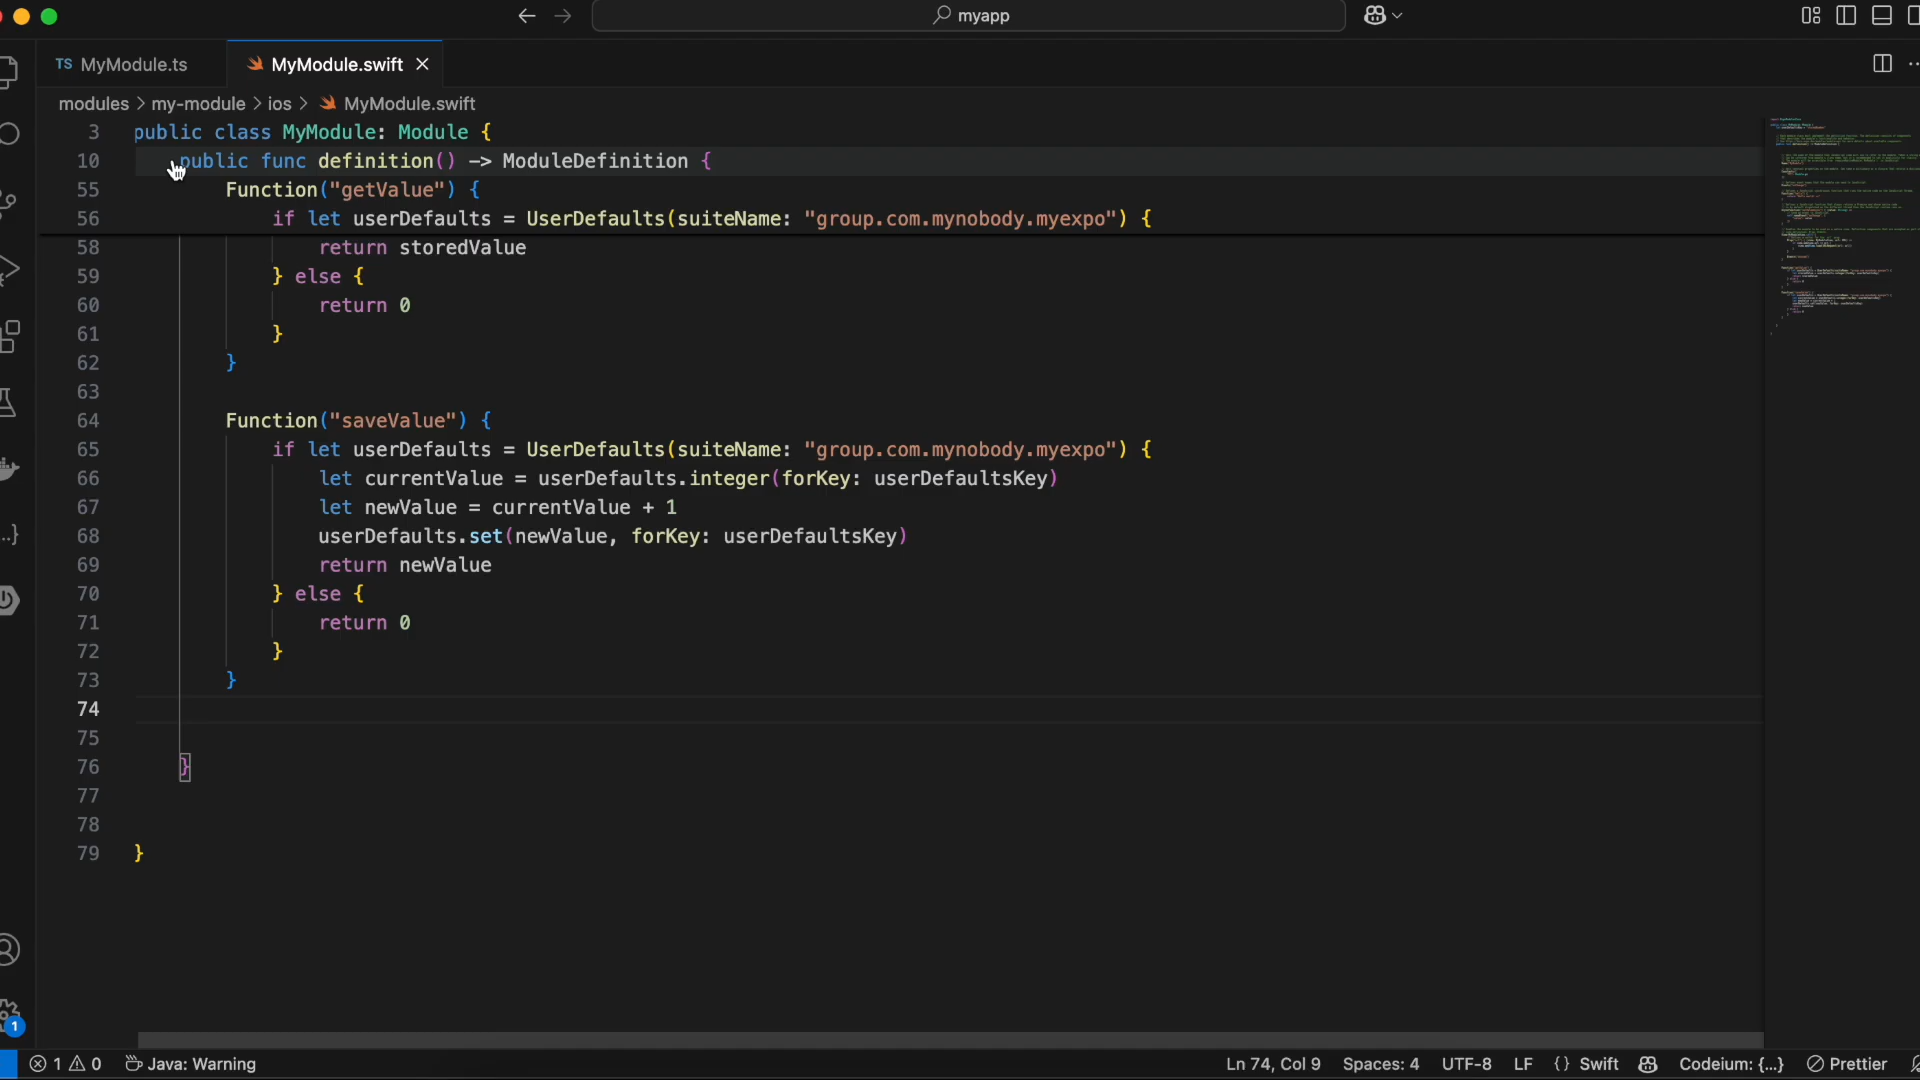 myapp
TS MyModule.ts
MyModule.swift
modules > my-module > ios > MyModule.swift
3 public class MyModule: Module {
10 public func definition() -> ModuleDefinition {
55 Function("getValue") {
56 if let userDefaults = UserDefaults(suiteName: "group.com.mynobody.myexpo") {
58 return storedValue
59 } else {
60 return 0
61 }
62 }
63
64 Function("saveValue") {
65 if let userDefaults = UserDefaults(suiteName: "group.com.mynobody.myexpo") {
66 let currentValue = userDefaults.integer(forKey: userDefaultsKey)
67 let newValue = currentValue + 1
68 userDefaults.set(newValue, forKey: userDefaultsKey)
69 return newValue
70 } else {
71 return 0
72 }
73 }
74
75
76 }
77
78
79 }
1
1 0 Java: Warning Ln 74, Col 9 Spaces: 4 UTF-8 LF {} Swift Codeium: {...} Prettier